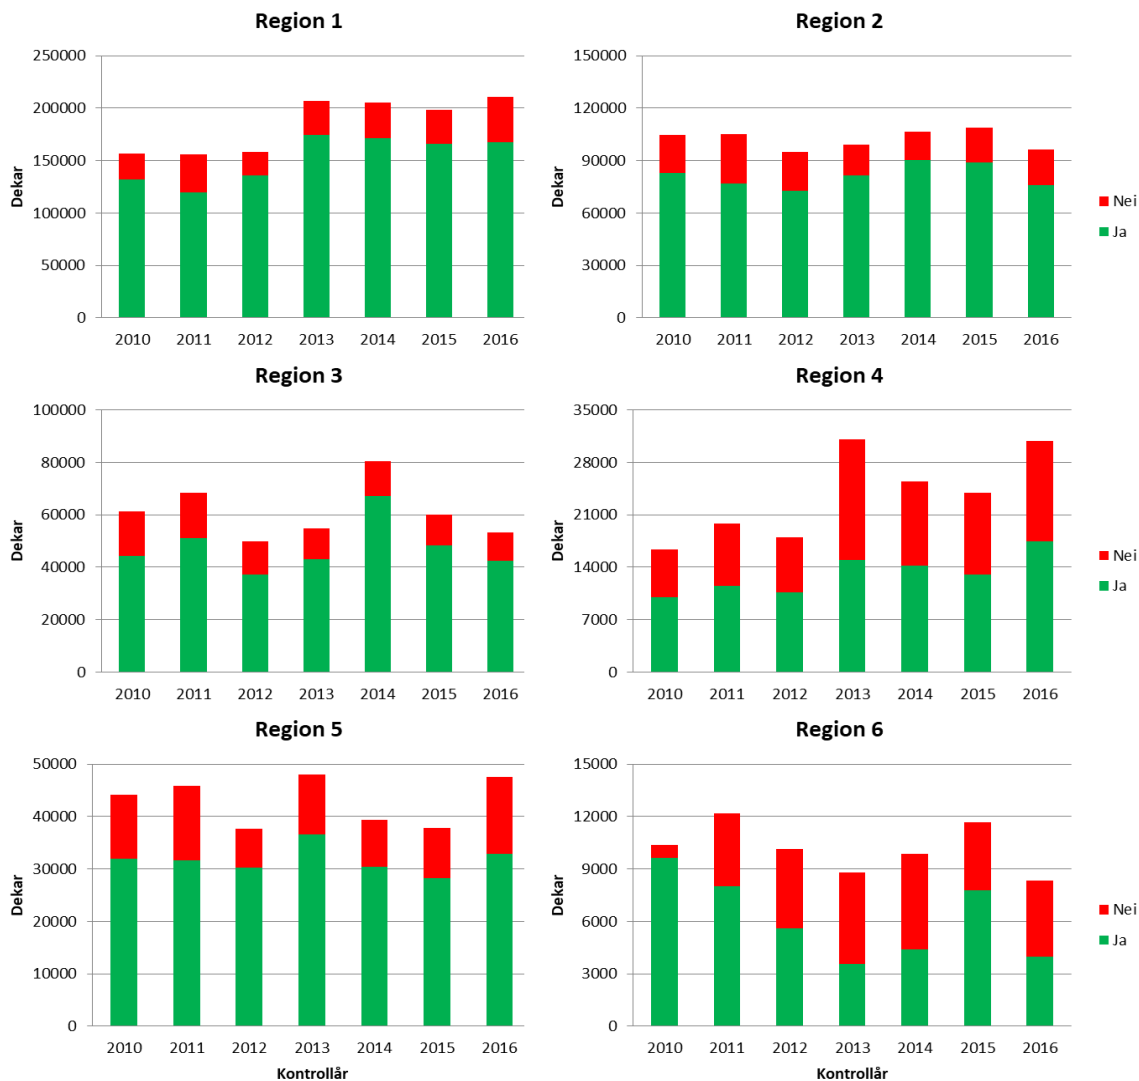 Region 1
250000
200000
150000
100000
50000
0
Dekar
2010 2011 2012 2013 2014 2015 2016
Region 2
150000
120000
90000
60000
30000
0
Dekar
2010 2011 2012 2013 2014 2015 2016
Nei
Ja
Region 3
100000
80000
60000
40000
20000
0
Dekar
2010 2011 2012 2013 2014 2015 2016
Region 4
35000
28000
21000
14000
7000
0
Dekar
2010 2011 2012 2013 2014 2015 2016
Nei
Ja
Region 5
50000
40000
30000
20000
10000
0
Dekar
2010 2011 2012 2013 2014 2015 2016
Kontrollår
Region 6
15000
12000
9000
6000
3000
0
Dekar
2010 2011 2012 2013 2014 2015 2016
Kontrollår
Nei
Ja